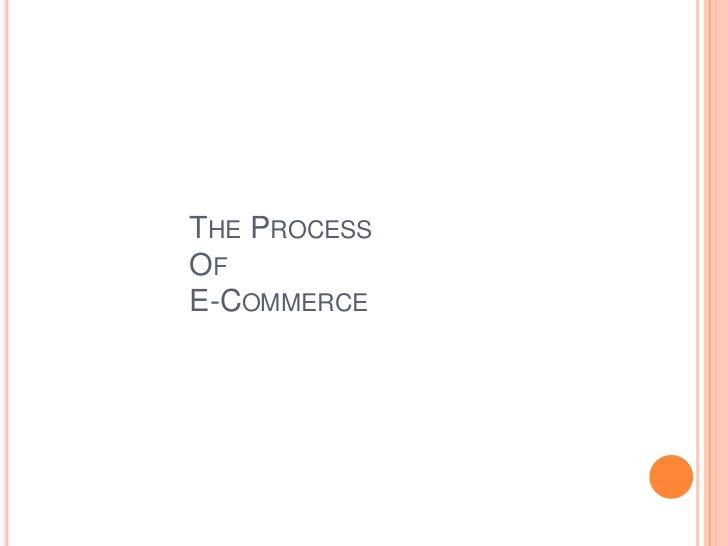 The Process
Of
E-Commerce